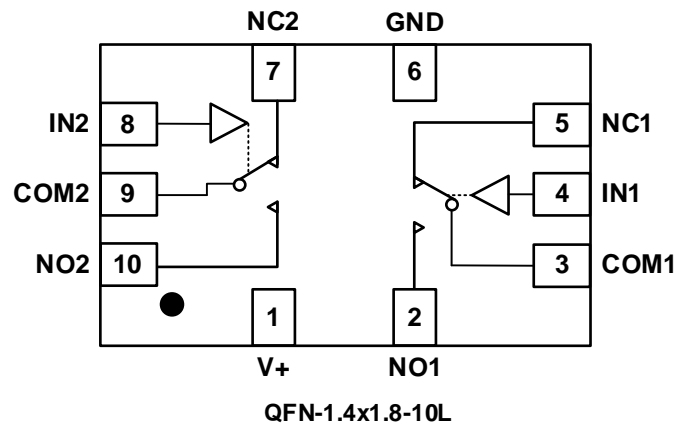 NC2 GND
7 6
IN2 8 5 NC1
COM2 9 4 IN1
NO2 10 3 COM1
1 2
V+ NO1
QFN-1.4x1.8-10L